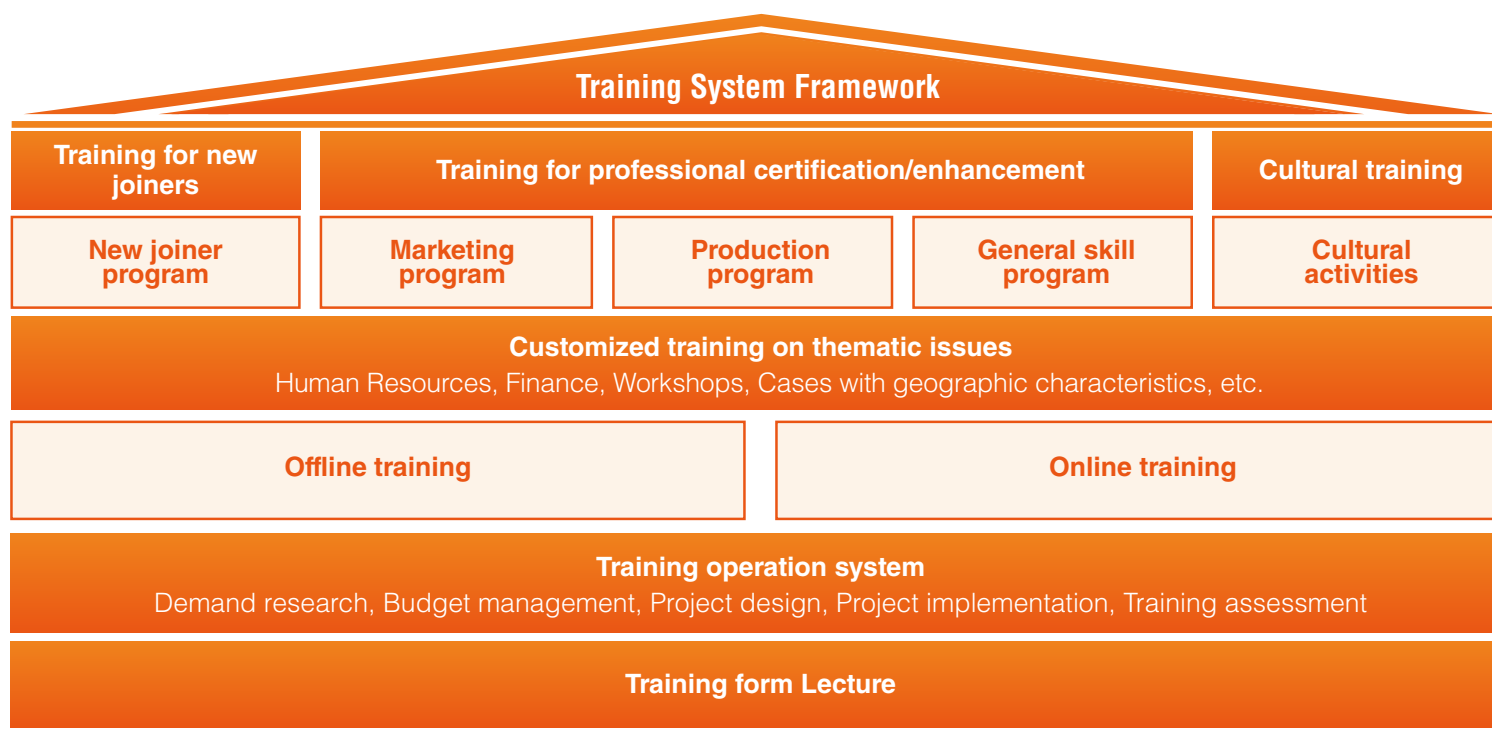 Training System Framework
Training for new
joiners
Training for professional certification/enhancement
Cultural training
New joiner
program
Marketing
program
Production
program
General skill
program
Cultural
activities
Customized training on thematic issues
Human Resources, Finance, Workshops, Cases with geographic characteristics, etc.
Offline training
Online training
Training operation system
Demand research, Budget management, Project design, Project implementation, Training assessment
Training form Lecture